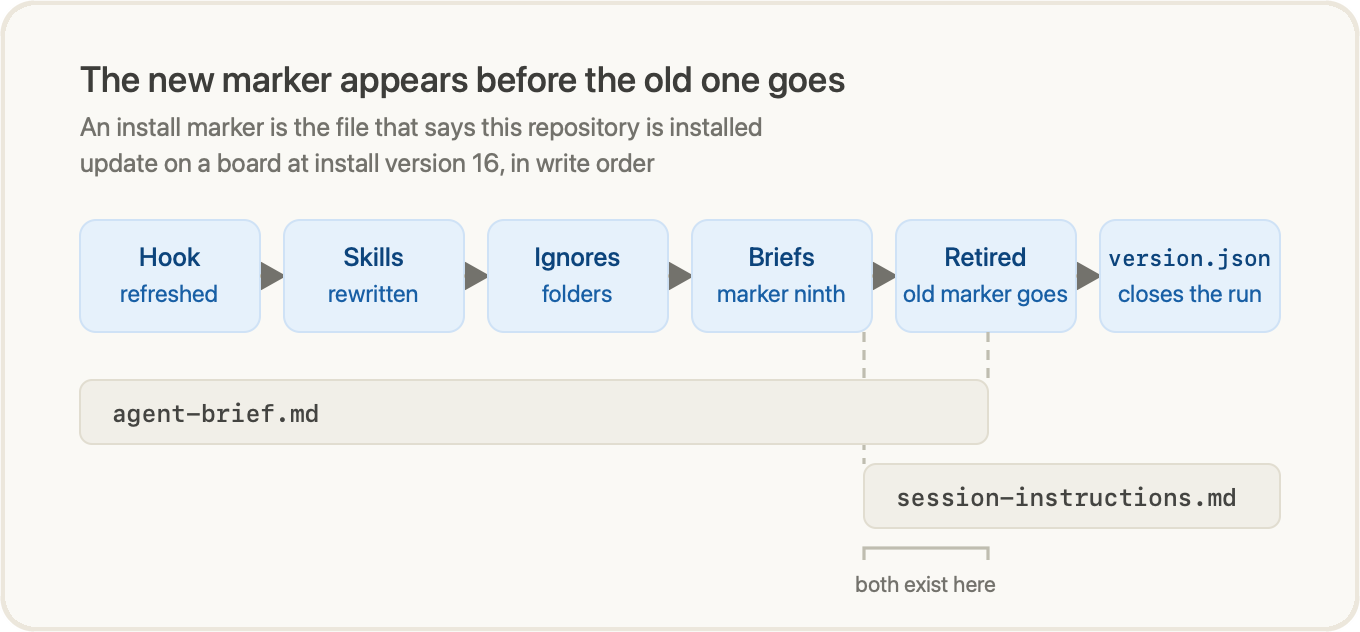 The new marker appears before the old one goes
An install marker is the file that says this repository is installed
update on a board at install version 16, in write order
Hook
refreshed
Skills
rewritten
Ignores
folders
Briefs
marker ninth
Retired
old marker goes
version.json
closes the run
agent-brief.md
session-instructions.md
both exist here